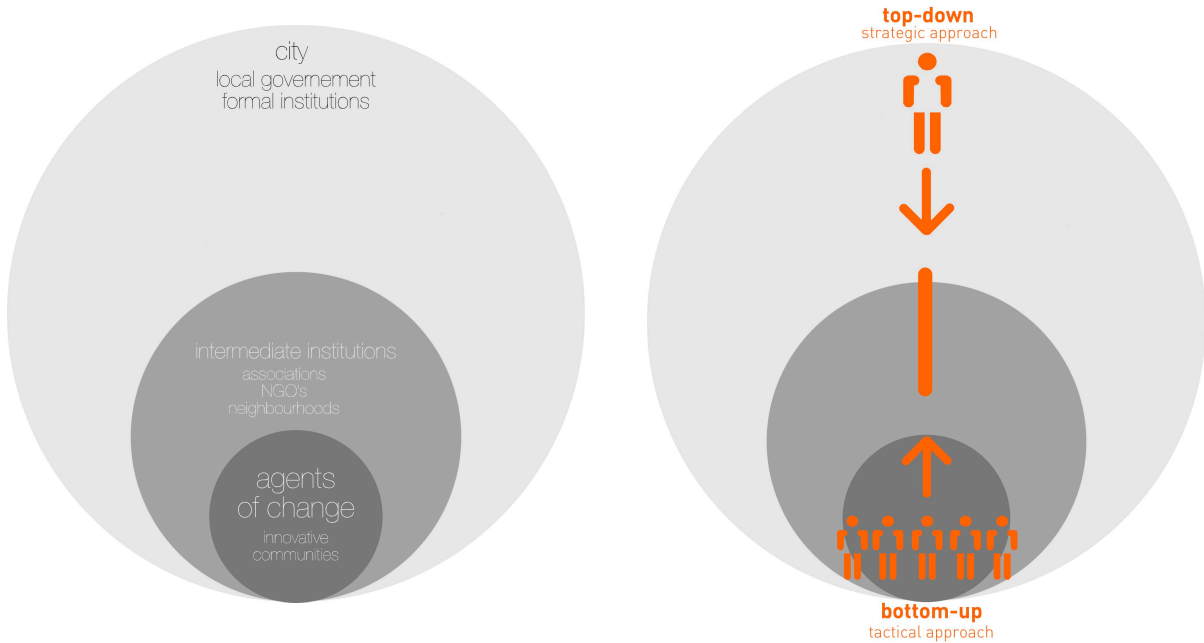 city
local governement
formal institutions
intermediate institutions
associations
NGO's
neighbourhoods
agents
of change
innovative
communities
top-down
strategic approach
bottom-up
tactical approach